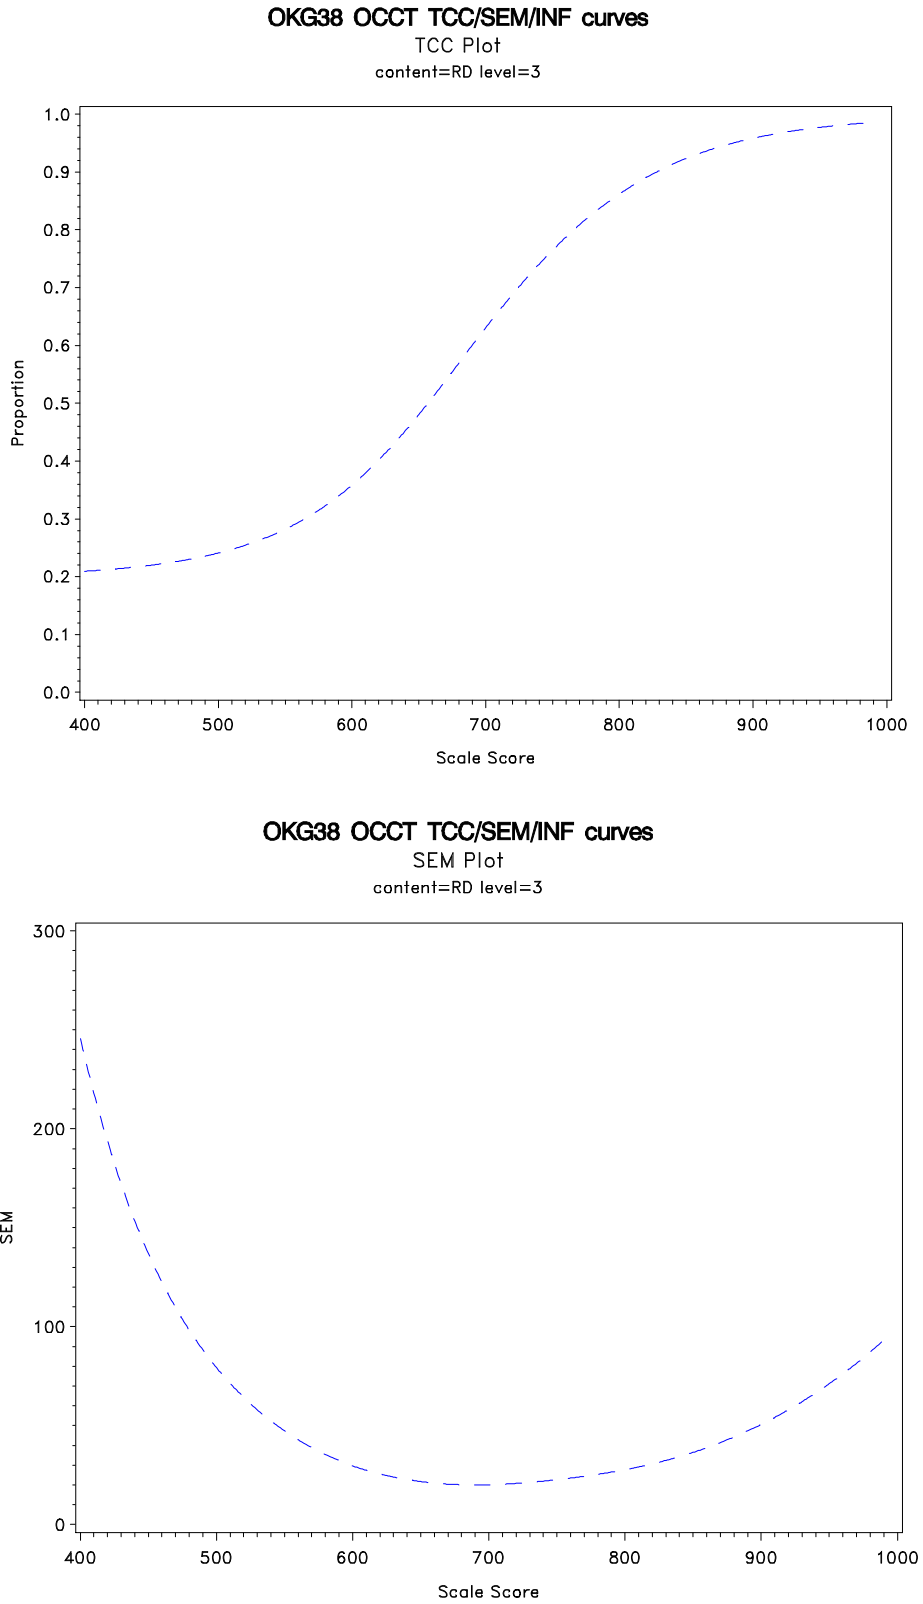 OKG38 OCCT TCC/SEM/INF curves
TCC Plot
content=RD level=3
1.0
0.9
0.8
0.7
0.6
0.5
0.4
0.3
0.2
0.1
0.0
Proportion
400 500 600 700 800 900 1000
Scale Score
OKG38 OCCT TCC/SEM/INF curves
SEM Plot
content=RD level=3
300
200
100
0
SEM
400 500 600 700 800 900 1000
Scale Score